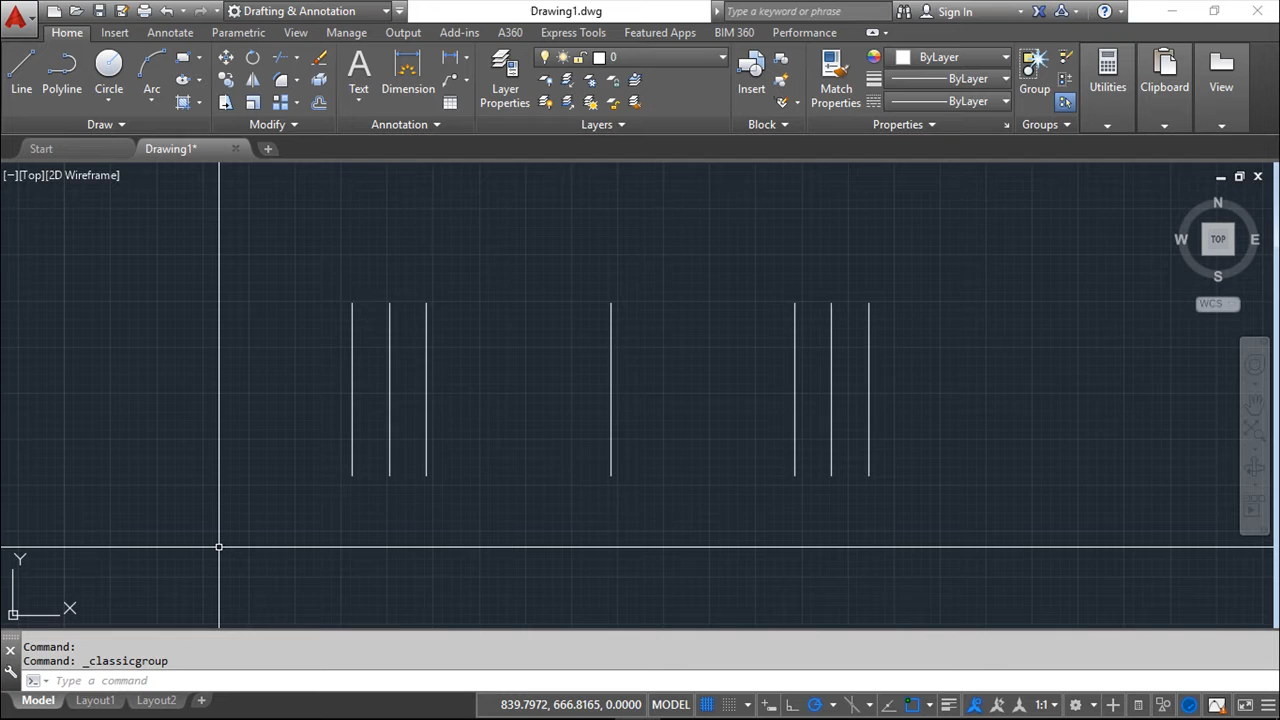 Drafting & Annotation
Drawing1.dwg
Type a keyword or phrase
Sign In
Home Insert Annotate Parametric View Manage Output Add-ins A360 Express Tools Featured Apps BIM 360 Performance
0
ByLayer
ByLayer
ByLayer
Line Polyline Circle Arc
Text Dimension
Layer
Properties
Insert
Match
Properties
Group
Utilities Clipboard View
Draw Modify Annotation Layers Block Properties Groups
Start Drawing1*
[−][Top][2D Wireframe]
N
W TOP E
S
WCS
Y
X
Command:
Command: _classicgroup
Type a command
Model Layout1 Layout2
839.7972, 666.8165, 0.0000 MODEL
1:1